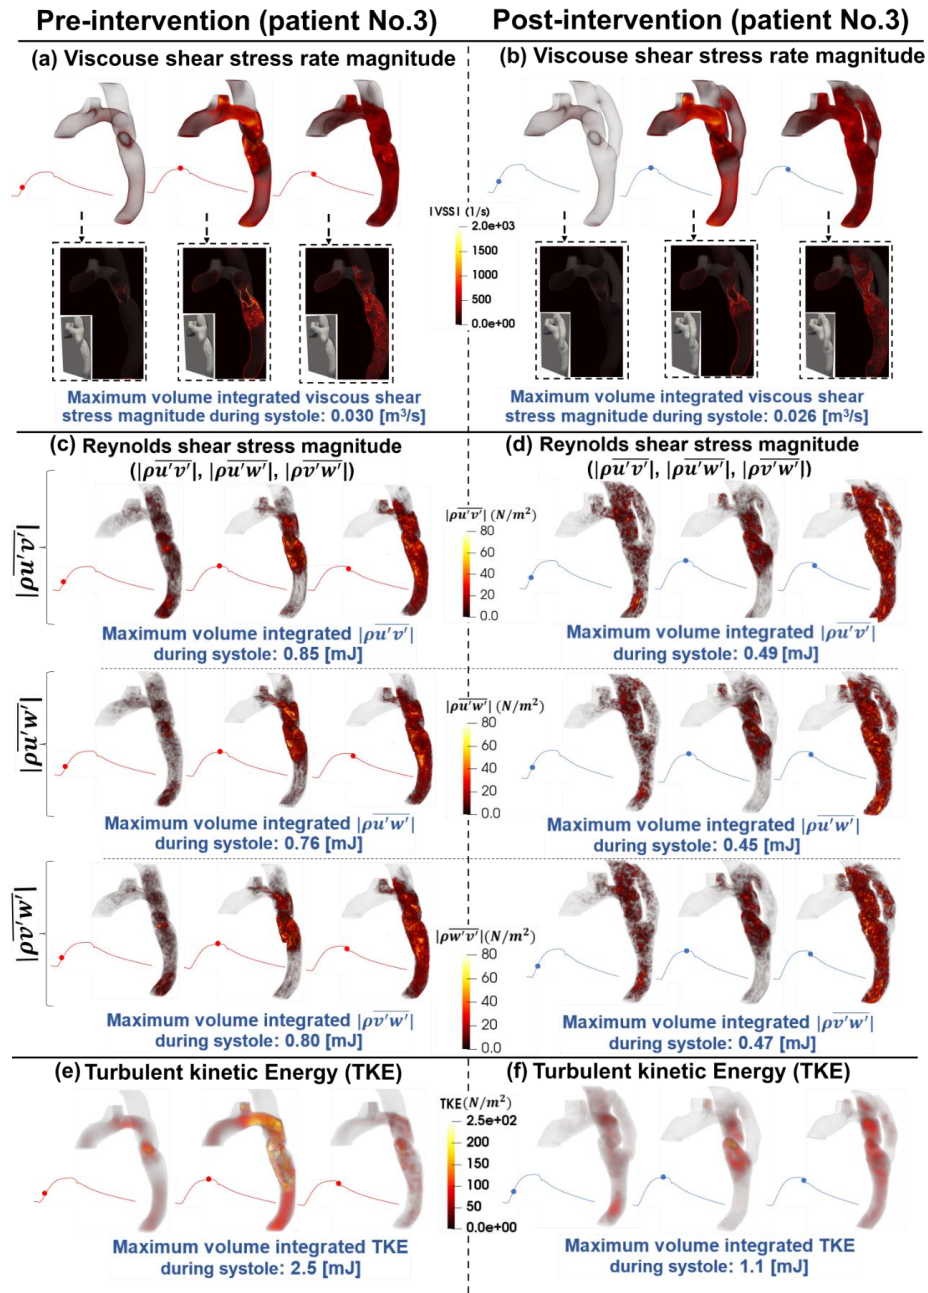 Pre-intervention (patient No.3)
Post-intervention (patient No.3)
(a) Viscouse shear stress rate magnitude
(b) Viscouse shear stress rate magnitude
|VSS| (1/s)
2.0e+03
1500
1000
500
0.0e+00
Maximum volume integrated viscous shear
stress magnitude during systole: 0.030 [m³/s]
Maximum volume integrated viscous shear
stress magnitude during systole: 0.026 [m³/s]
(c) Reynolds shear stress magnitude
(|ρu̅'̅v̅'̅|, |ρu̅'̅w̅'̅|, |ρv̅'̅w̅'̅|)
(d) Reynolds shear stress magnitude
(|ρu̅'̅v̅'̅|, |ρu̅'̅w̅'̅|, |ρv̅'̅w̅'̅|)
|ρu̅'̅v̅'̅|
|ρu̅'̅v̅'̅| (N/m²)
80
60
40
20
0.0
Maximum volume integrated |ρu̅'̅v̅'̅|
during systole: 0.85 [mJ]
Maximum volume integrated |ρu̅'̅v̅'̅|
during systole: 0.49 [mJ]
|ρu̅'̅w̅'̅|
|ρu̅'̅w̅'̅| (N/m²)
80
60
40
20
0.0
Maximum volume integrated |ρu̅'̅w̅'̅|
during systole: 0.76 [mJ]
Maximum volume integrated |ρu̅'̅w̅'̅|
during systole: 0.45 [mJ]
|ρv̅'̅w̅'̅|
|ρw̅'̅v̅'̅|(N/m²)
80
60
40
20
0.0
Maximum volume integrated |ρv̅'̅w̅'̅|
during systole: 0.80 [mJ]
Maximum volume integrated |ρv̅'̅w̅'̅|
during systole: 0.47 [mJ]
(e) Turbulent kinetic Energy (TKE)
(f) Turbulent kinetic Energy (TKE)
TKE(N/m²)
2.5e+02
200
150
100
50
0.0e+00
Maximum volume integrated TKE
during systole: 2.5 [mJ]
Maximum volume integrated TKE
during systole: 1.1 [mJ]